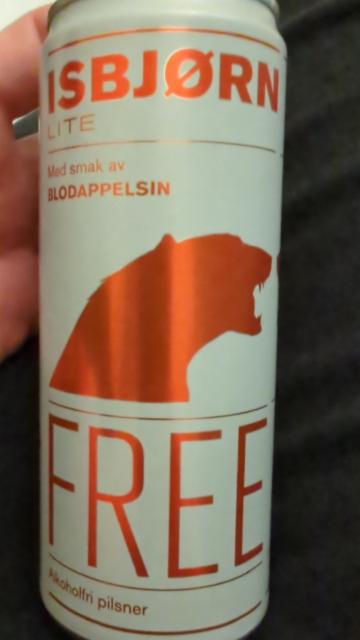 ISBJØRN
LITE
Med smak av
BLODAPPELSIN
FREE
Alkoholfri pilsner